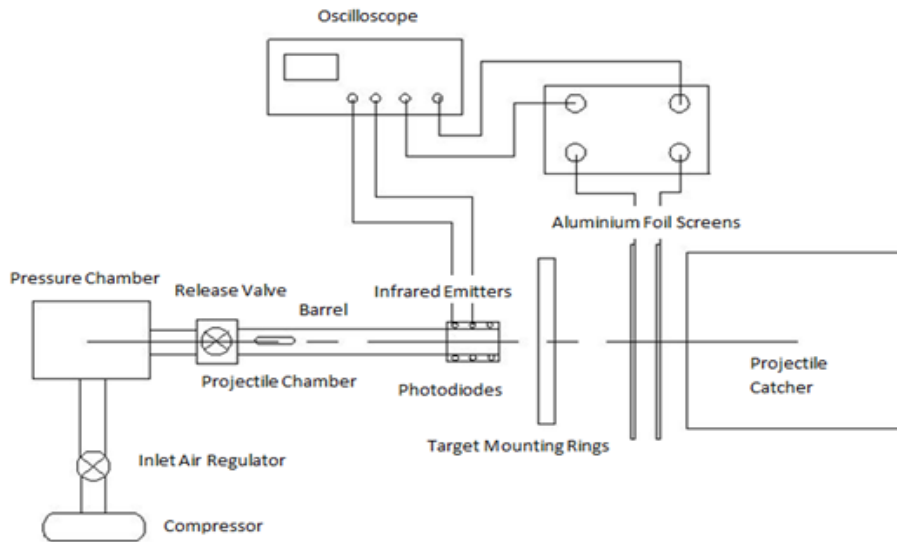 Oscilloscope
Aluminium Foil Screens
Pressure Chamber
Release Valve
Infrared Emitters
Barrel
Projectile Chamber
Photodiodes
Projectile
Catcher
Target Mounting Rings
Inlet Air Regulator
Compressor